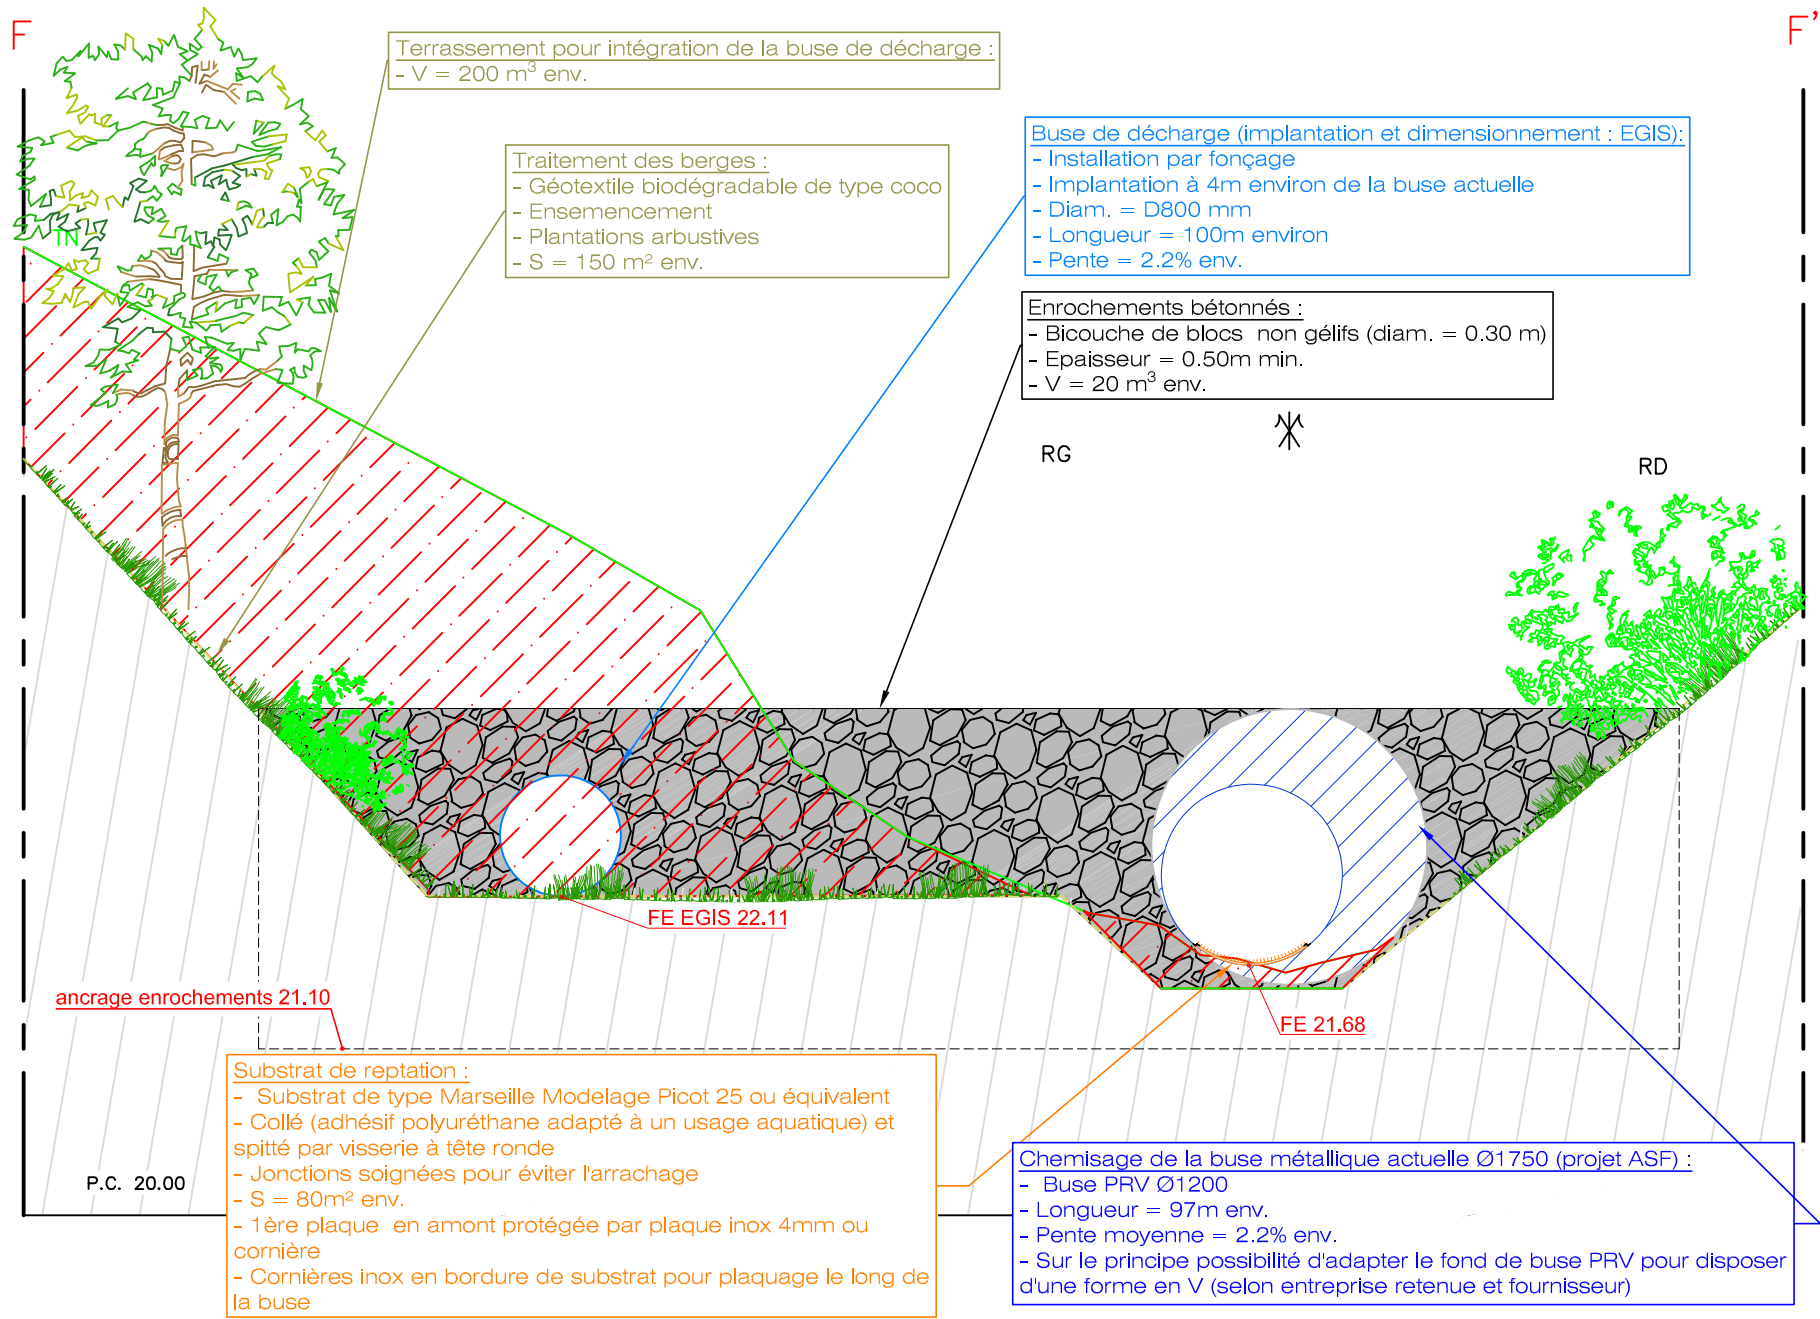 F
F'
Terrassement pour intégration de la buse de décharge :
- V = 200 m³ env.
Traitement des berges :
- Géotextile biodégradable de type coco
- Ensemencement
- Plantations arbustives
- S = 150 m² env.
Buse de décharge (implantation et dimensionnement : EGIS):
- Installation par fonçage
- Implantation à 4m environ de la buse actuelle
- Diam. = D800 mm
- Longueur = 100m environ
- Pente = 2.2% env.
TN
Enrochements bétonnés :
- Bicouche de blocs non gélifs (diam. = 0.30 m)
- Epaisseur = 0.50m min.
- V = 20 m³ env.
RG
RD
FE EGIS 22.11
ancrage enrochements 21.10
FE 21.68
Substrat de reptation :
- Substrat de type Marseille Modelage Picot 25 ou équivalent
- Collé (adhésif polyuréthane adapté à un usage aquatique) et
spitté par visserie à tête ronde
- Jonctions soignées pour éviter l'arrachage
- S = 80m² env.
- 1ère plaque en amont protégée par plaque inox 4mm ou
cornière
- Cornières inox en bordure de substrat pour plaquage le long de
la buse
P.C. 20.00
Chemisage de la buse métallique actuelle Ø1750 (projet ASF) :
- Buse PRV Ø1200
- Longueur = 97m env.
- Pente moyenne = 2.2% env.
- Sur le principe possibilité d'adapter le fond de buse PRV pour disposer
d'une forme en V (selon entreprise retenue et fournisseur)